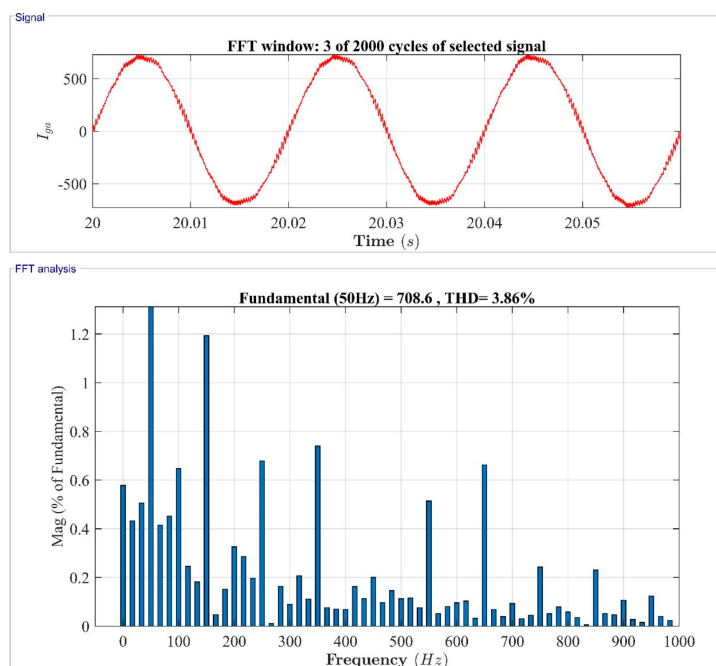 Signal
FFT window: 3 of 2000 cycles of selected signal
500
0
-500
I_ga
20 20.01 20.02 20.03 20.04 20.05
Time (s)
FFT analysis
Fundamental (50Hz) = 708.6 , THD= 3.86%
1.2
1
0.8
0.6
0.4
0.2
0
Mag (% of Fundamental)
0 100 200 300 400 500 600 700 800 900 1000
Frequency (Hz)